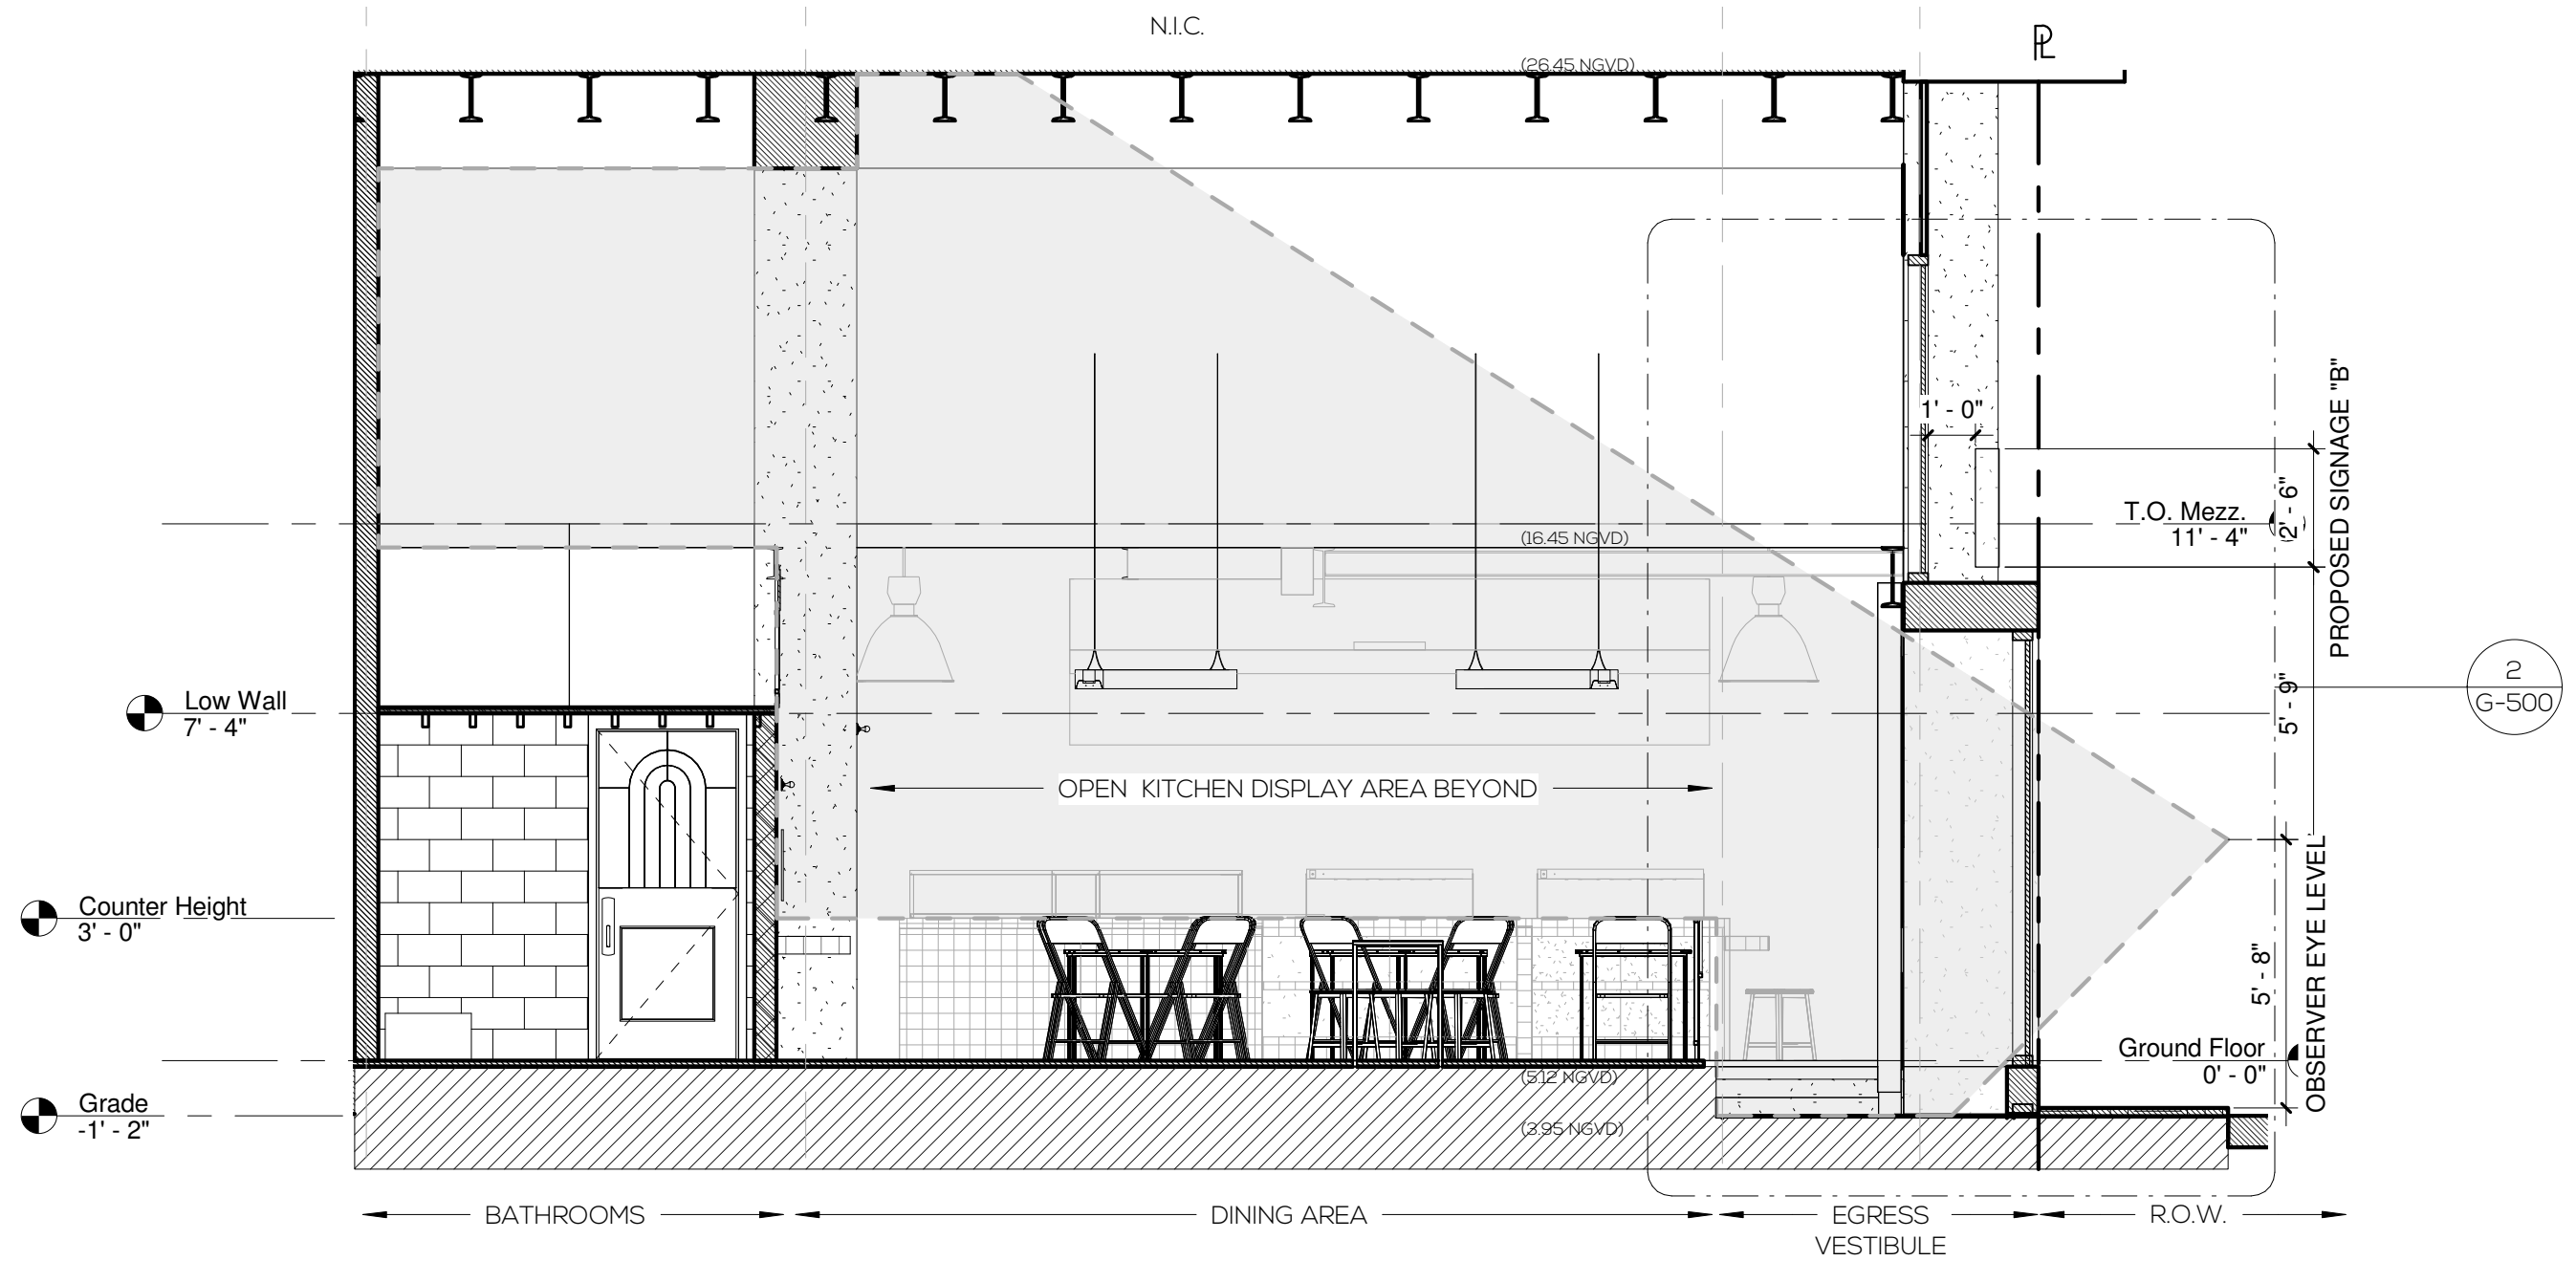 N.I.C.
PL
(26.45 NGVD)
1' - 0"
PROPOSED SIGNAGE "B"
2' - 6"
T.O. Mezz.
11' - 4"
(16.45 NGVD)
5' - 9"
2
G-500
Low Wall
7' - 4"
OPEN KITCHEN DISPLAY AREA BEYOND
Counter Height
3' - 0"
OBSERVER EYE LEVEL
5' - 8"
Ground Floor
0' - 0"
(5.12 NGVD)
Grade
-1' - 2"
(3.95 NGVD)
BATHROOMS
DINING AREA
EGRESS
VESTIBULE
R.O.W.